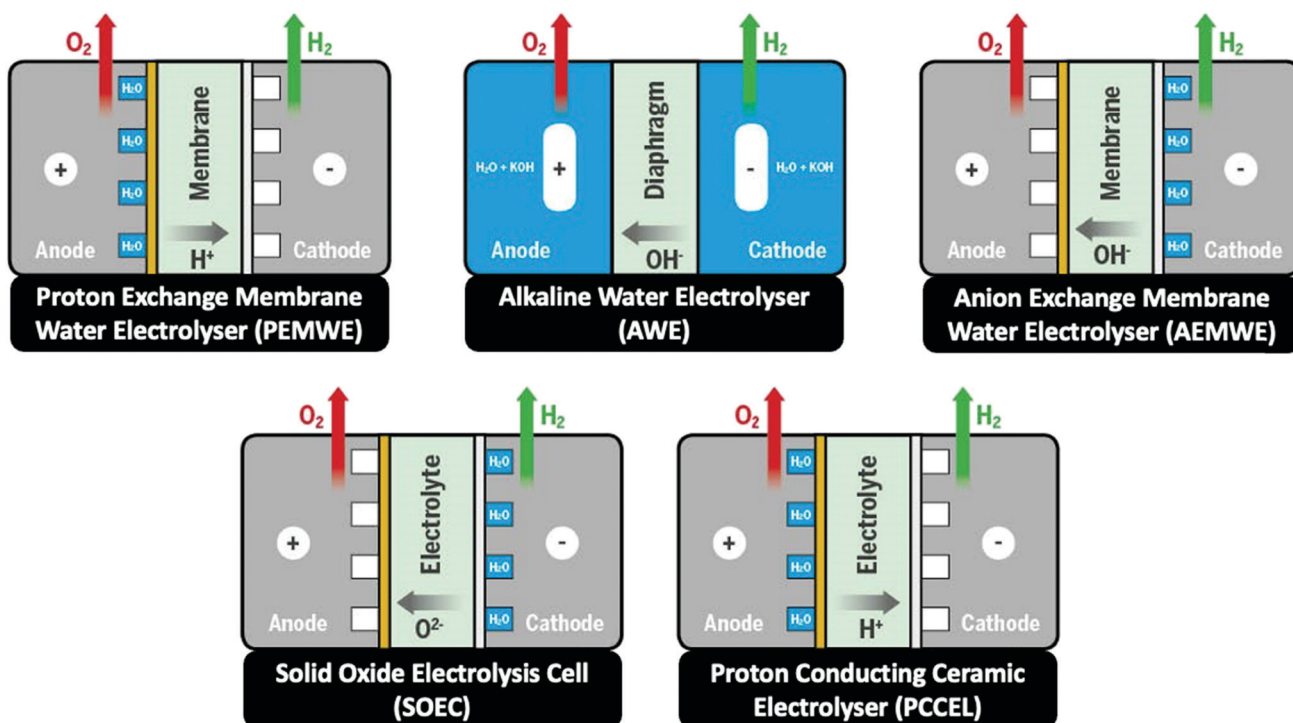 O2 H2
H2O
H2O
H2O
H2O
Membrane
+
-
Anode
H+
Cathode
Proton Exchange Membrane
Water Electrolyser (PEMWE)
O2 H2
H2O + KOH
+
Diaphragm
-
H2O + KOH
Anode
OH-
Cathode
Alkaline Water Electrolyser
(AWE)
O2 H2
Membrane
H2O
H2O
H2O
H2O
+
-
Anode
OH-
Cathode
Anion Exchange Membrane
Water Electrolyser (AEMWE)
O2 H2
Electrolyte
H2O
H2O
H2O
H2O
+
-
Anode
O2-
Cathode
Solid Oxide Electrolysis Cell
(SOEC)
O2 H2
H2O
H2O
H2O
H2O
Electrolyte
+
-
Anode
H+
Cathode
Proton Conducting Ceramic
Electrolyser (PCCEL)